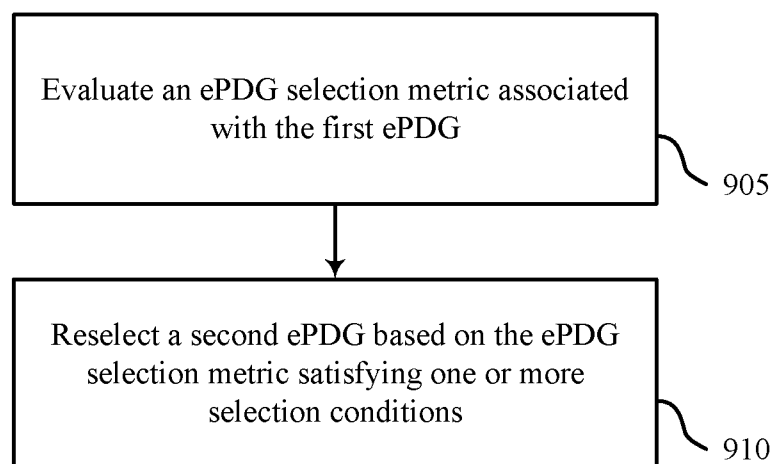 Evaluate an ePDG selection metric associated
with the first ePDG
905
Reselect a second ePDG based on the ePDG
selection metric satisfying one or more
selection conditions
910